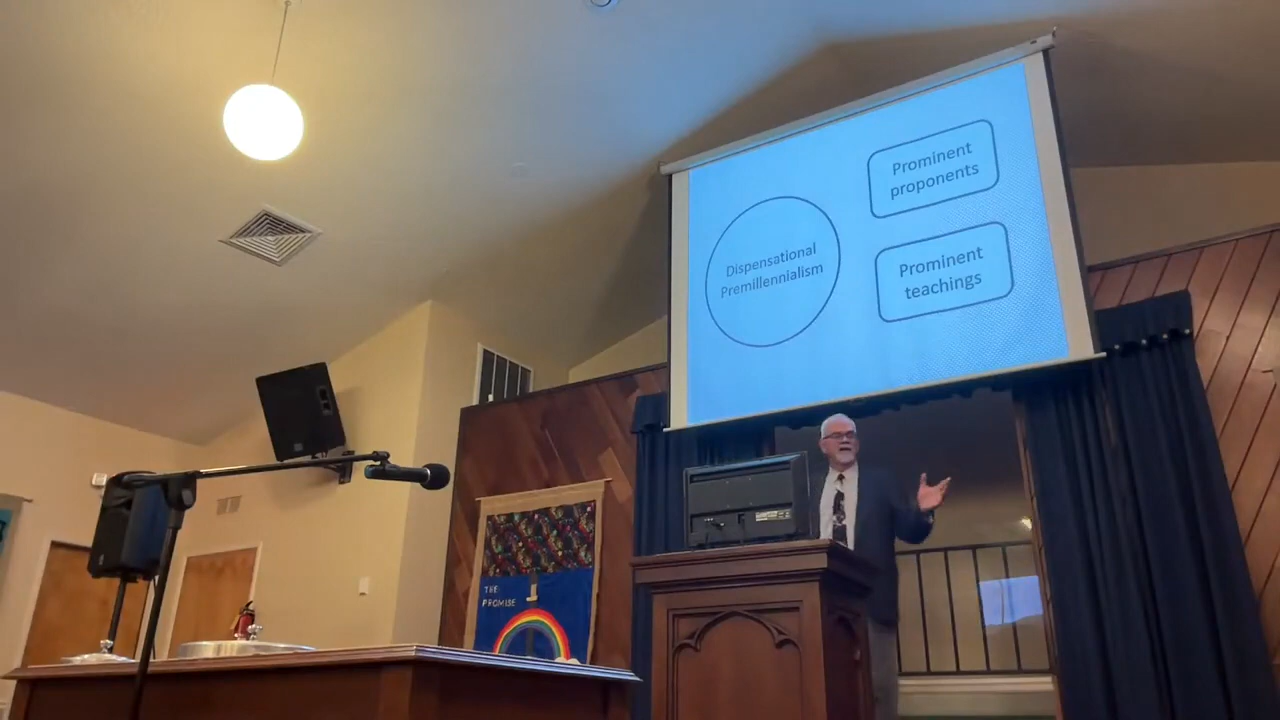 Prominent
proponents
Dispensational
Premillennialism
Prominent
teachings
THE
PROMISE